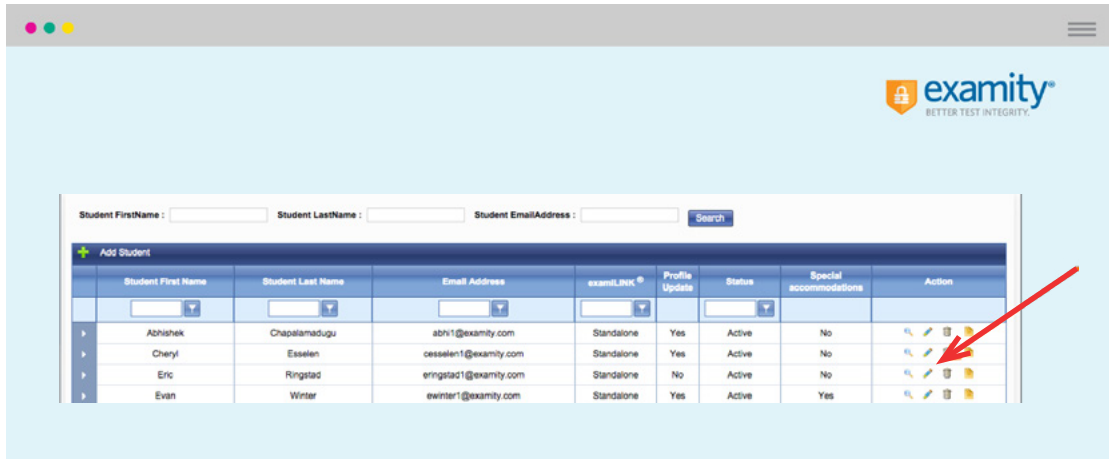 examity®
BETTER TEST INTEGRITY.
Student FirstName : Student LastName : Student EmailAddress : Search
Add Student
Student First Name Student Last Name Email Address examiLINK ® Profile Update Status Special accommodations Action
Abhishek Chapalamadugu abhi1@examity.com Standalone Yes Active No
Cheryl Esselen cesselen1@examity.com Standalone Yes Active No
Eric Ringstad eringstad1@examity.com Standalone No Active No
Evan Winter ewinter1@examity.com Standalone Yes Active Yes